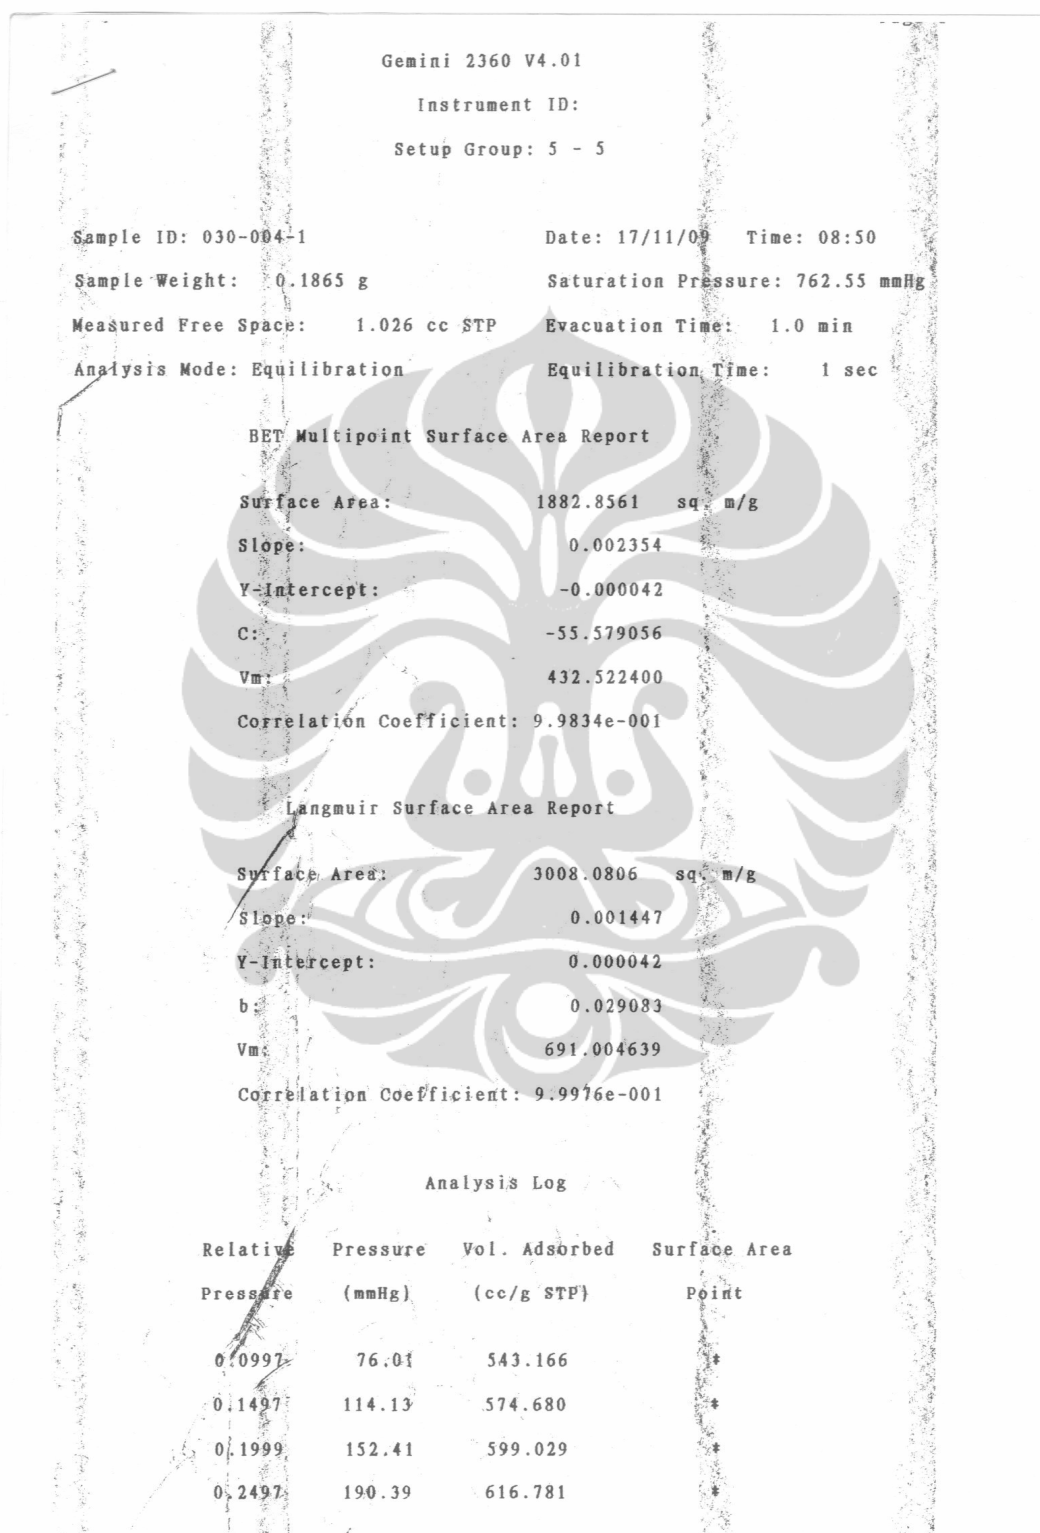 Gemini 2360 V4.01
Instrument ID:
Setup Group: 5 - 5
Sample ID: 030-004-1 Date: 17/11/09 Time: 08:50
Sample Weight: 0.1865 g Saturation Pressure: 762.55 mmHg
Measured Free Space: 1.026 cc STP Evacuation Time: 1.0 min
Analysis Mode: Equilibration Equilibration Time: 1 sec
BET Multipoint Surface Area Report
Surface Area: 1882.8561 sq. m/g
Slope: 0.002354
Y-Intercept: -0.000042
C: -55.579056
Vm: 432.522400
Correlation Coefficient: 9.9834e-001
Langmuir Surface Area Report
Surface Area: 3008.0806 sq. m/g
Slope: 0.001447
Y-Intercept: 0.000042
b: 0.029083
Vm: 691.004639
Correlation Coefficient: 9.9976e-001
Analysis Log
Relative Pressure Vol. Adsorbed Surface Area
Pressure (mmHg) (cc/g STP) Point
0.0997 76.01 543.166 *
0.1497 114.13 574.680 *
0.1999 152.41 599.029 *
0.2497 190.39 616.781 *